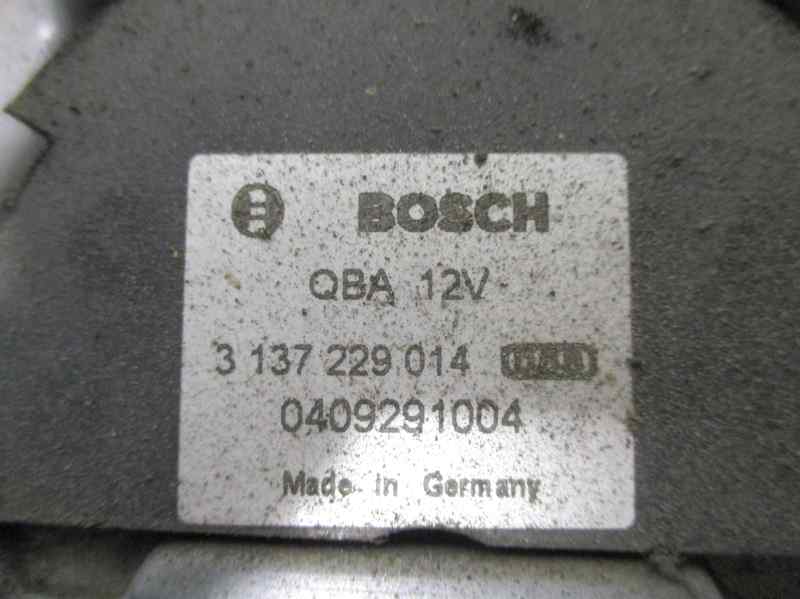 BOSCH
QBA 12V
3 137 229 014
0409291004
Made in Germany